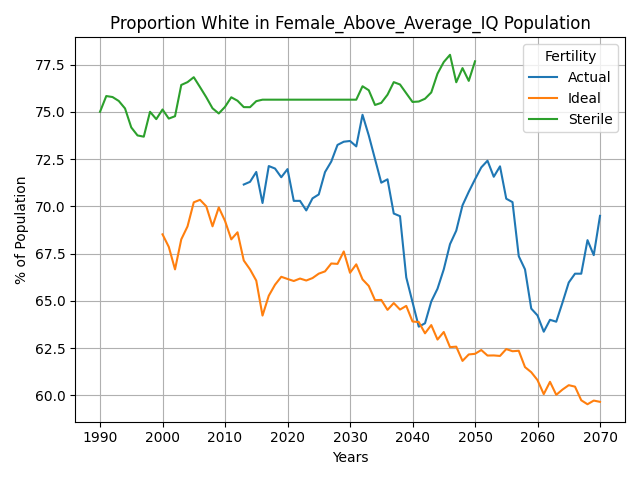 Proportion White in Female_Above_Average_IQ Population
% of Population
77.5
75.0
72.5
70.0
67.5
65.0
62.5
60.0
Fertility
Actual
Ideal
Sterile
1990 2000 2010 2020 2030 2040 2050 2060 2070
Years